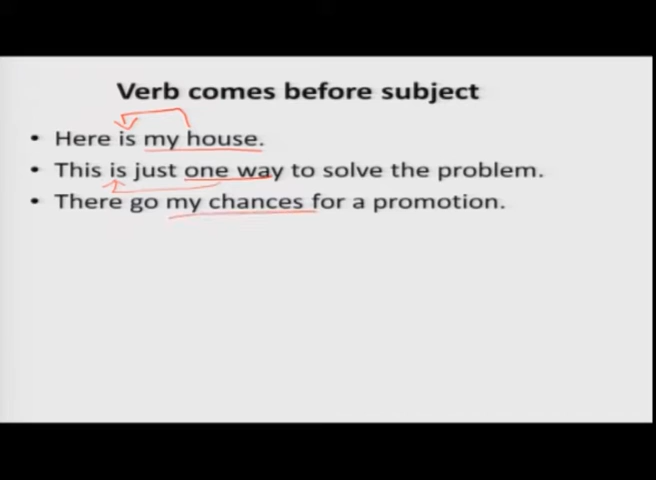 Verb comes before subject
• Here is my house.
• This is just one way to solve the problem.
• There go my chances for a promotion.